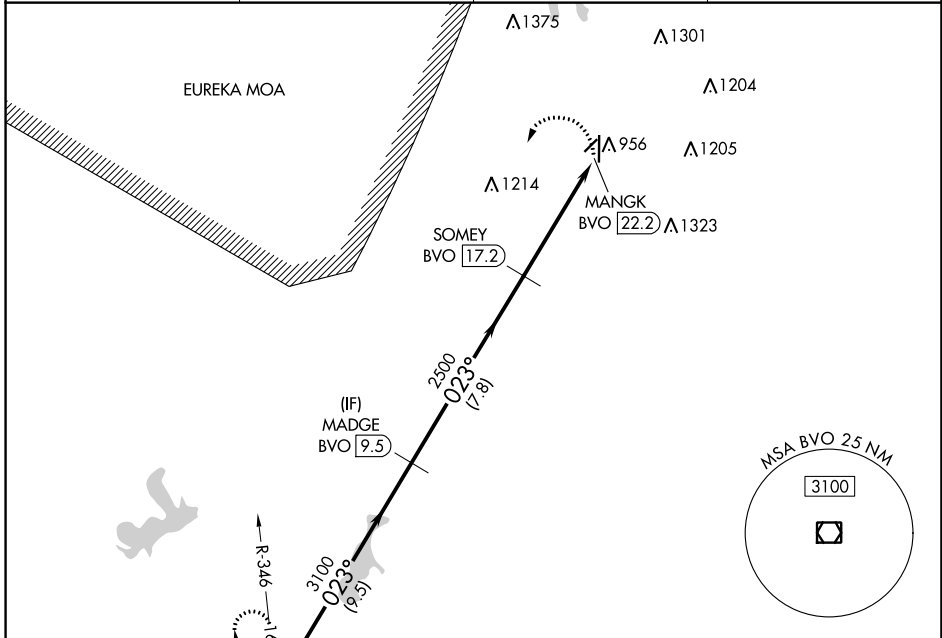 1375
1301
EUREKA MOA
1204
956
1205
1214
MANGK
BVO 22.2
1323
SOMEY
BVO 17.2
2500
023°
(7.8)
(IF)
MADGE
BVO 9.5
MSA BVO 25 NM
3100
R-346
3100
023°
(9.5)